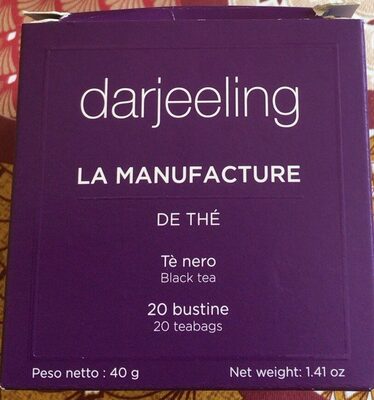 darjeeling
LA MANUFACTURE
DE THÉ
Tè nero
Black tea
20 bustine
20 teabags
Peso netto : 40 g
Net weight: 1.41 oz